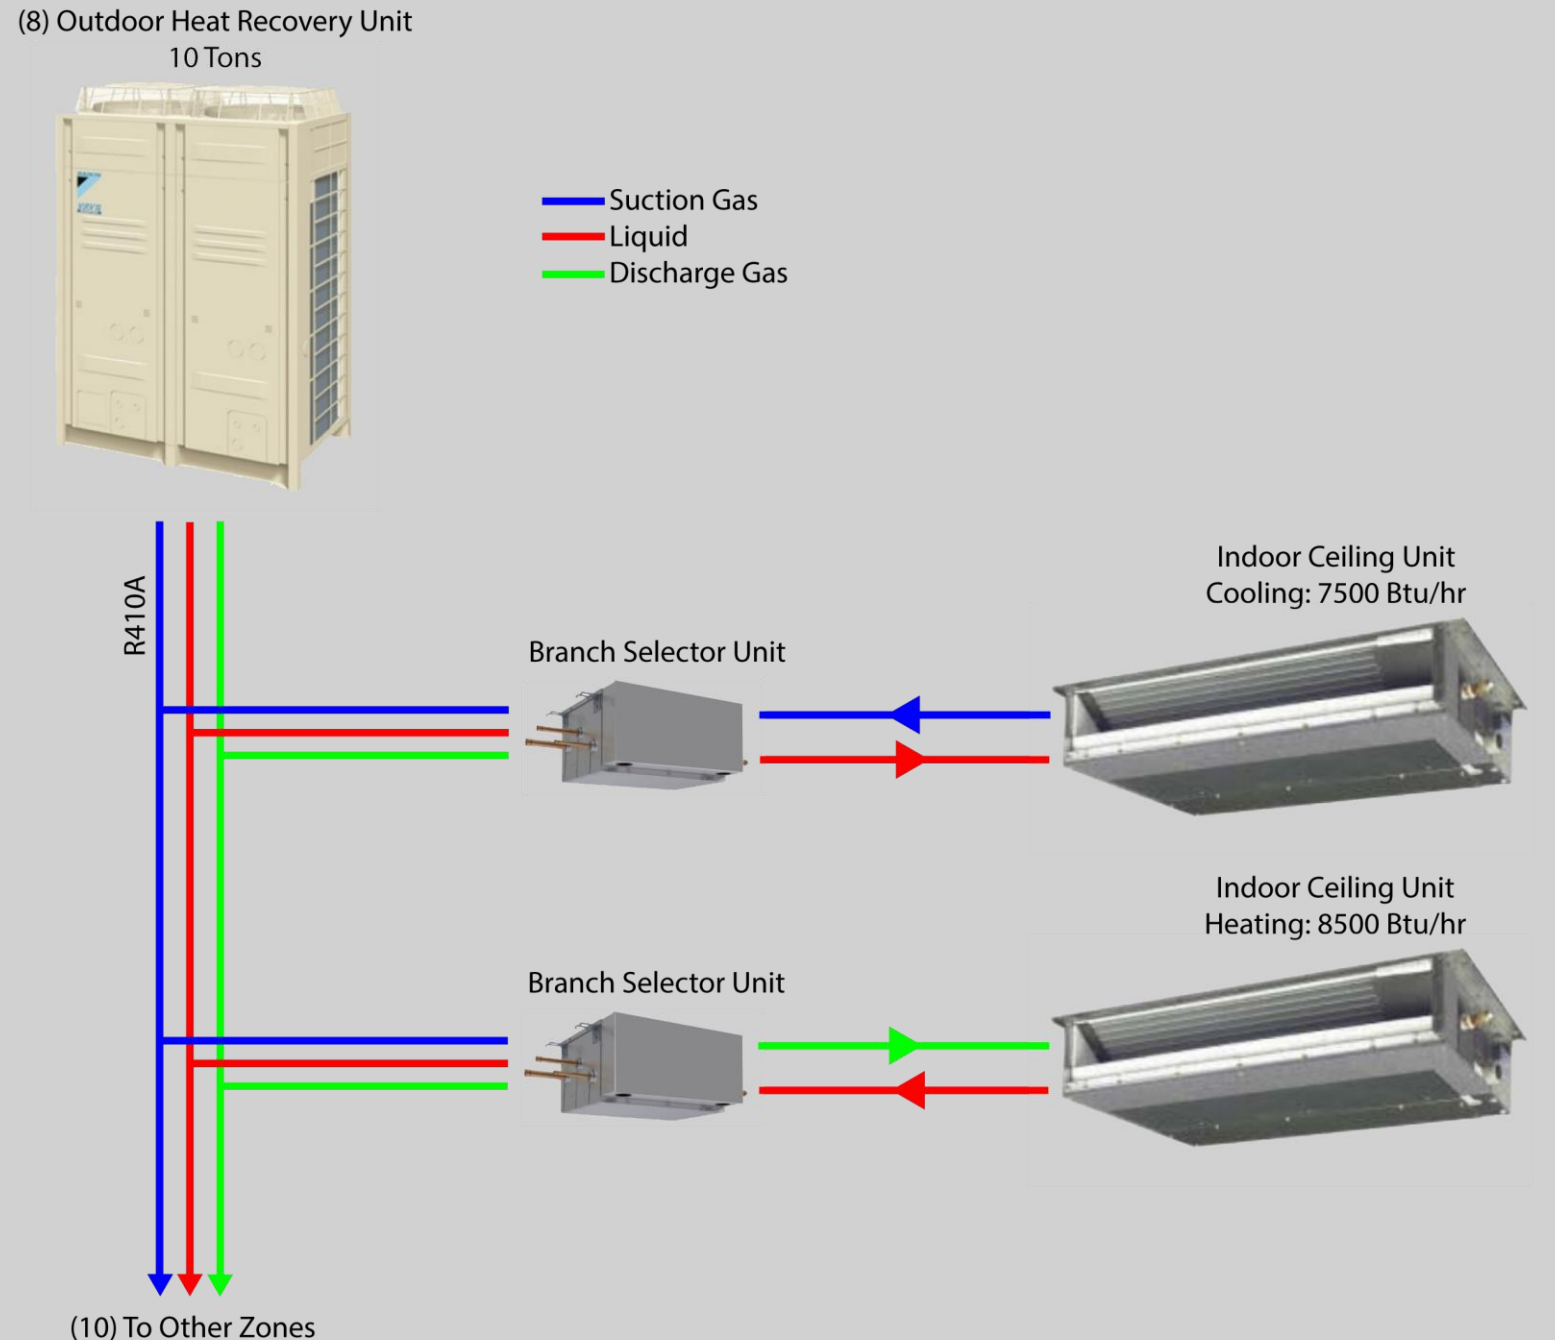 (8) Outdoor Heat Recovery Unit
10 Tons
DAIKIN
Suction Gas
Liquid
Discharge Gas
R410A
Indoor Ceiling Unit
Cooling: 7500 Btu/hr
Branch Selector Unit
Indoor Ceiling Unit
Heating: 8500 Btu/hr
Branch Selector Unit
(10) To Other Zones